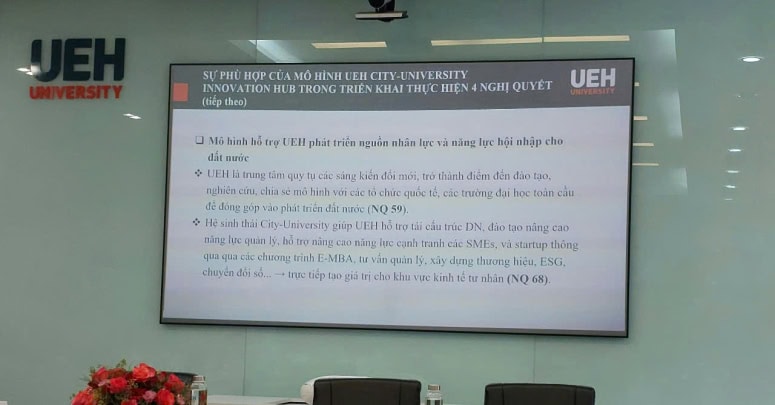 UEH
UNIVERSITY
SỰ PHÙ HỢP CỦA MÔ HÌNH UEH CITY-UNIVERSITY
INNOVATION HUB TRONG TRIỂN KHAI THỰC HIỆN 4 NGHỊ QUYẾT
(tiếp theo)
UEH
UNIVERSITY
Mô hình hỗ trợ UEH phát triển nguồn nhân lực và năng lực hội nhập cho
đất nước
UEH là trung tâm quy tụ các sáng kiến đổi mới, trở thành điểm đến đào tạo,
nghiên cứu, chia sẻ mô hình với các tổ chức quốc tế, các trường đại học toàn cầu
để đóng góp vào phát triển đất nước (NQ 59).
Hệ sinh thái City-University giúp UEH hỗ trợ tái cấu trúc DN, đào tạo nâng cao
năng lực quản lý, hỗ trợ nâng cao năng lực cạnh tranh các SMEs, và startup thông
qua qua các chương trình E-MBA, tư vấn quản lý, xây dựng thương hiệu, ESG,
chuyển đổi số... → trực tiếp tạo giá trị cho khu vực kinh tế tư nhân (NQ 68).